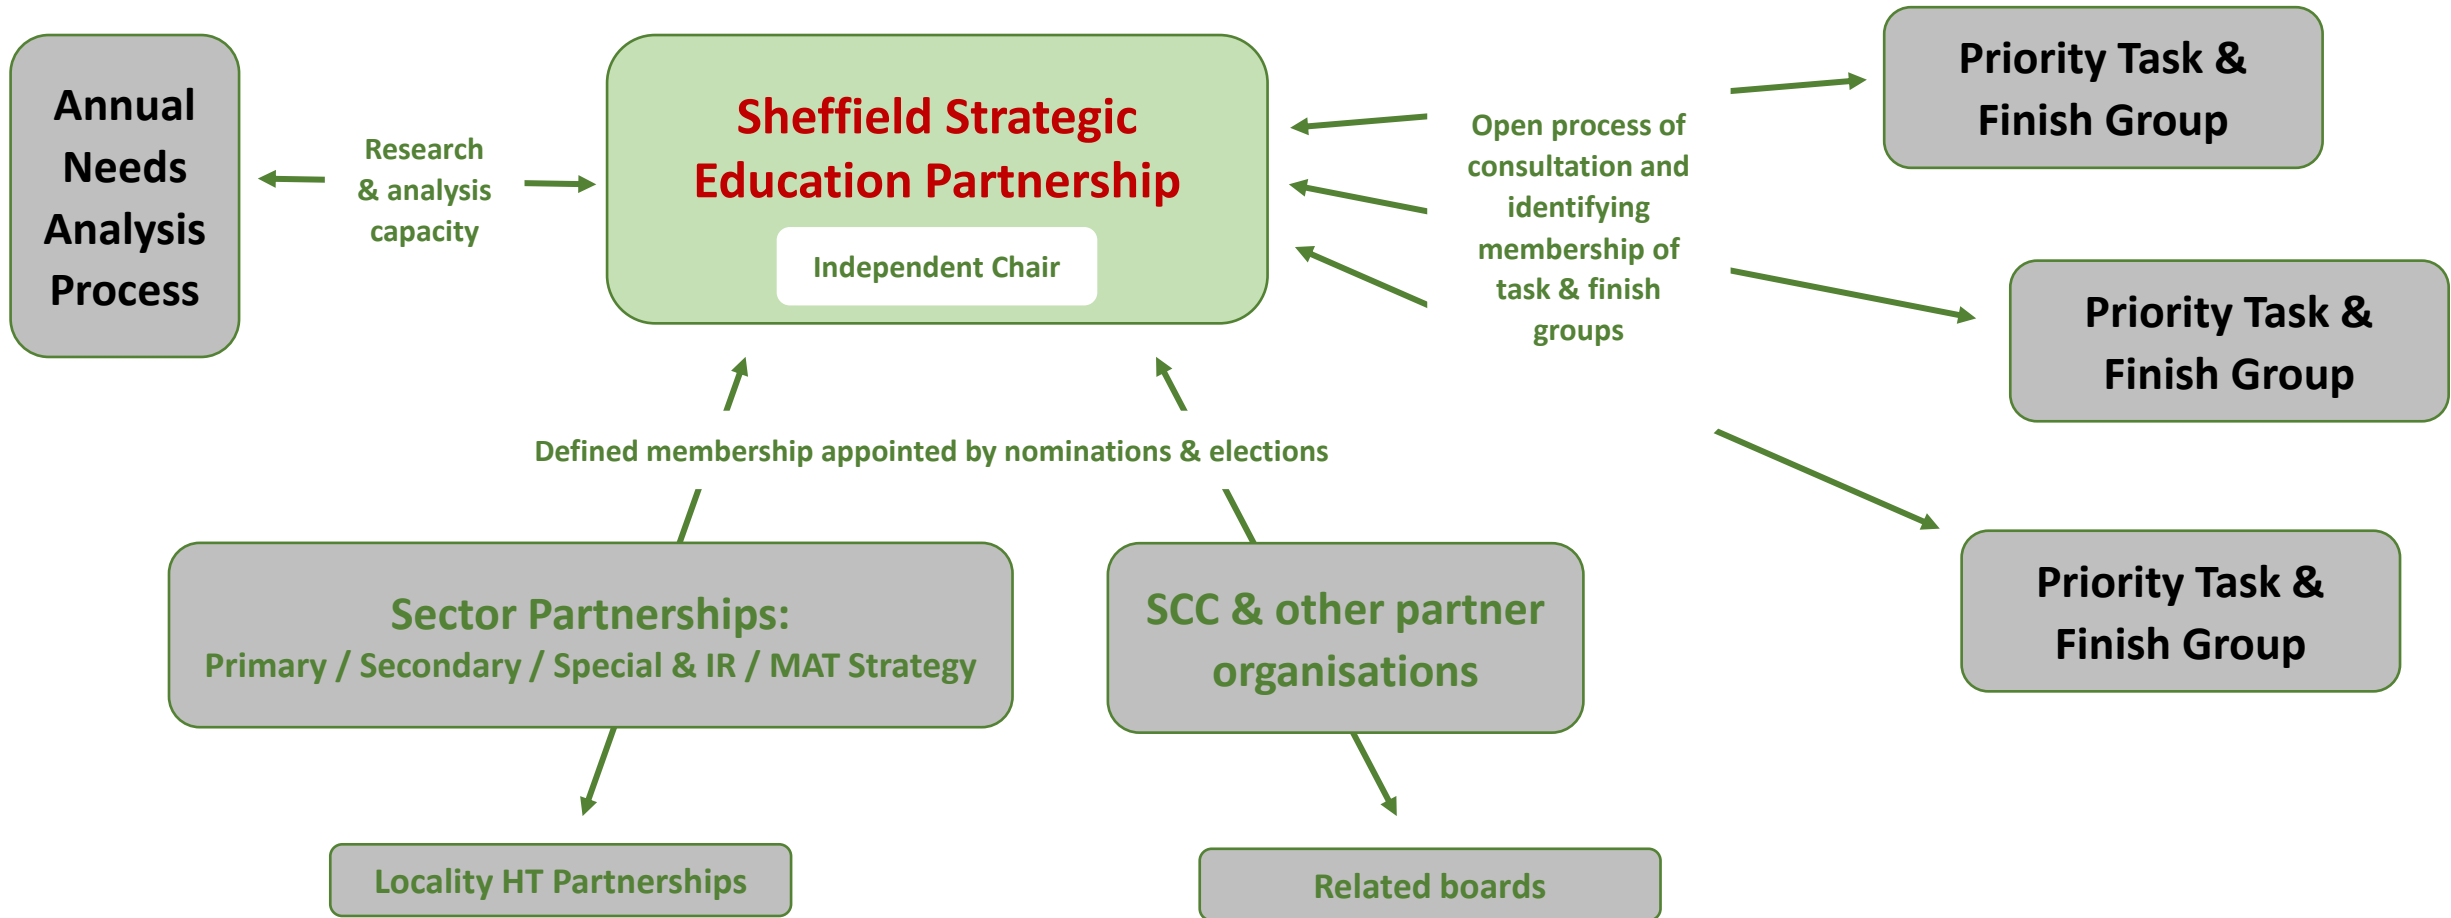 Annual
Needs
Analysis
Process
Research
& analysis
capacity
Sheffield Strategic
Education Partnership
Independent Chair
Open process of
consultation and
identifying
membership of
task & finish
groups
Priority Task &
Finish Group
Priority Task &
Finish Group
Priority Task &
Finish Group
Defined membership appointed by nominations & elections
Sector Partnerships:
Primary / Secondary / Special & IR / MAT Strategy
SCC & other partner
organisations
Locality HT Partnerships
Related boards